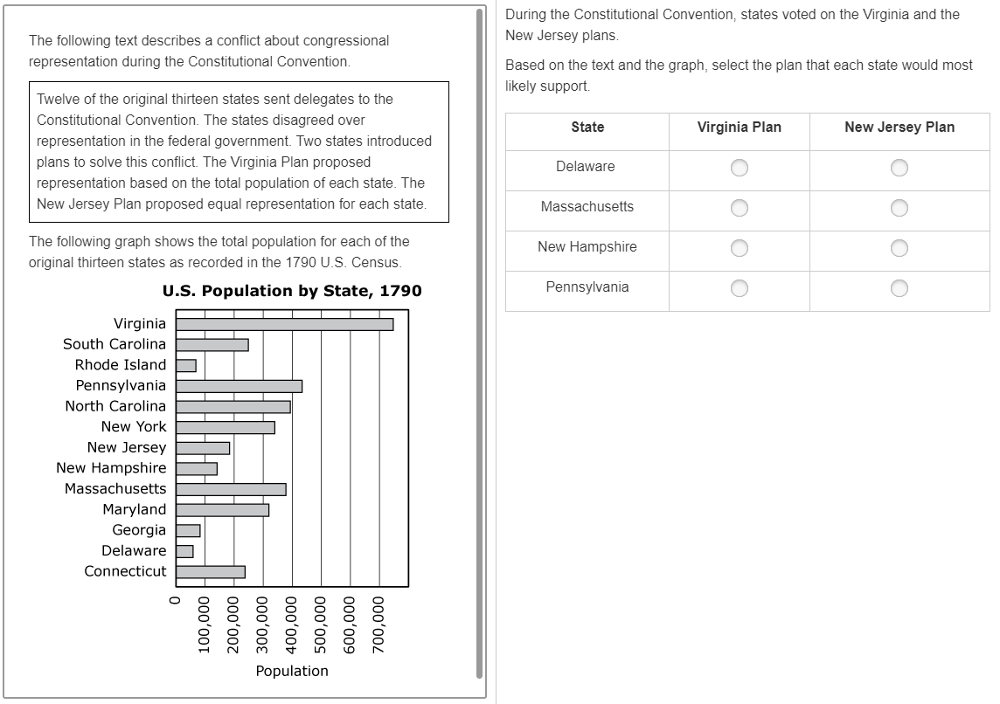 The following text describes a conflict about congressional
representation during the Constitutional Convention.
Twelve of the original thirteen states sent delegates to the
Constitutional Convention. The states disagreed over
representation in the federal government. Two states introduced
plans to solve this conflict. The Virginia Plan proposed
representation based on the total population of each state. The
New Jersey Plan proposed equal representation for each state.
The following graph shows the total population for each of the
original thirteen states as recorded in the 1790 U.S. Census.
U.S. Population by State, 1790
Virginia
South Carolina
Rhode Island
Pennsylvania
North Carolina
New York
New Jersey
New Hampshire
Massachusetts
Maryland
Georgia
Delaware
Connecticut
0
100,000
200,000
300,000
400,000
500,000
600,000
700,000
Population
During the Constitutional Convention, states voted on the Virginia and the
New Jersey plans.
Based on the text and the graph, select the plan that each state would most
likely support.
State Virginia Plan New Jersey Plan
Delaware
Massachusetts
New Hampshire
Pennsylvania